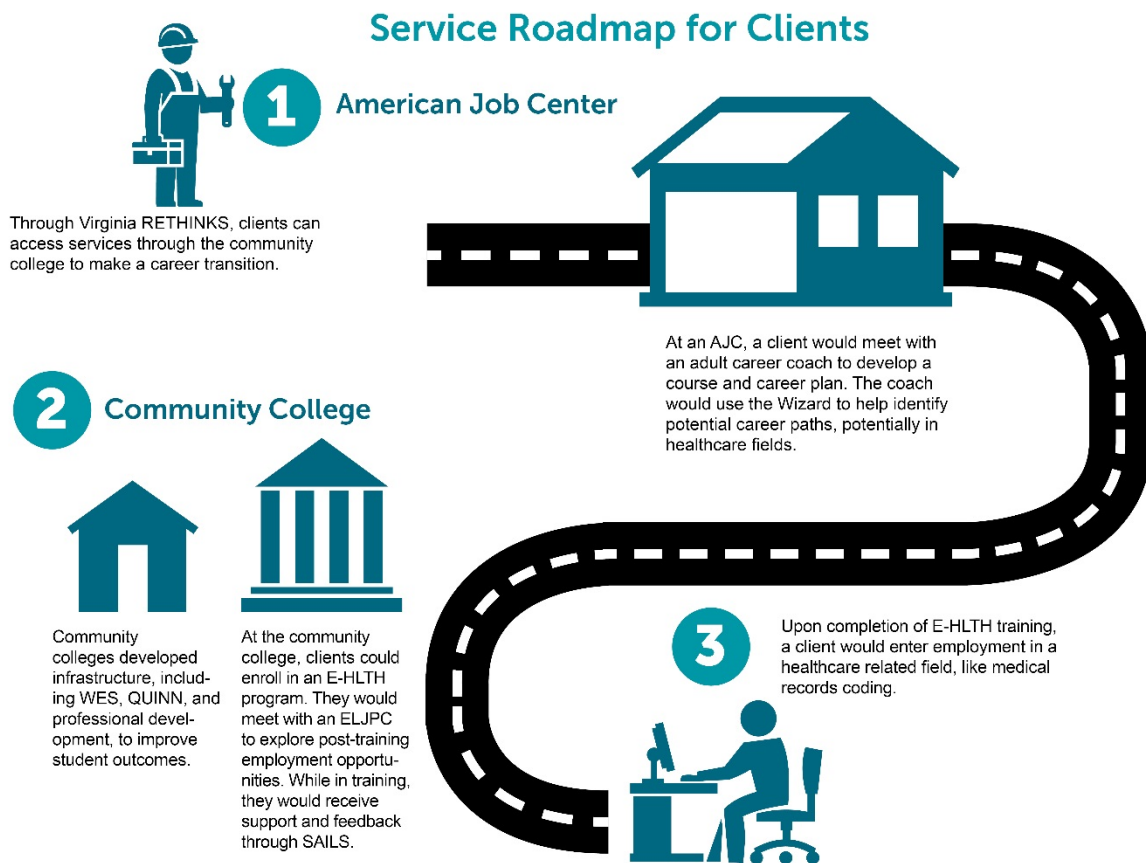 Service Roadmap for Clients
1
American Job Center
Through Virginia RETHINKS, clients can
access services through the community
college to make a career transition.
At an AJC, a client would meet with
an adult career coach to develop a
course and career plan. The coach
would use the Wizard to help identify
potential career paths, potentially in
healthcare fields.
2
Community College
Community
colleges developed
infrastructure, includ-
ing WES, QUINN, and
professional devel-
opment, to improve
student outcomes.
At the community
college, clients could
enroll in an E-HLTH
program. They would
meet with an ELJPC
to explore post-training
employment opportu-
nities. While in training,
they would receive
support and feedback
through SAILS.
3
Upon completion of E-HLTH training,
a client would enter employment in a
healthcare related field, like medical
records coding.